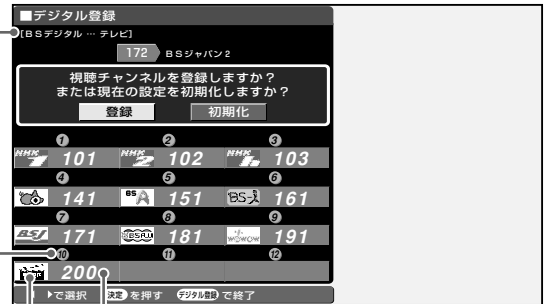 ■デジタル登録
[BSデジタル … テレビ]
172 BSジャパン2
視聴チャンネルを登録しますか?
または現在の設定を初期化しますか?
登録 初期化
1 2 3
NHK 1 101 NHK 2 102 NHK h 103
4 5 6
141 BSA 151 BS-i 161
7 8 9
BSJ 171 BSフジ 181 WOWOW 191
10 11 12
200
で選択 決定 を押す デジタル登録 で終了